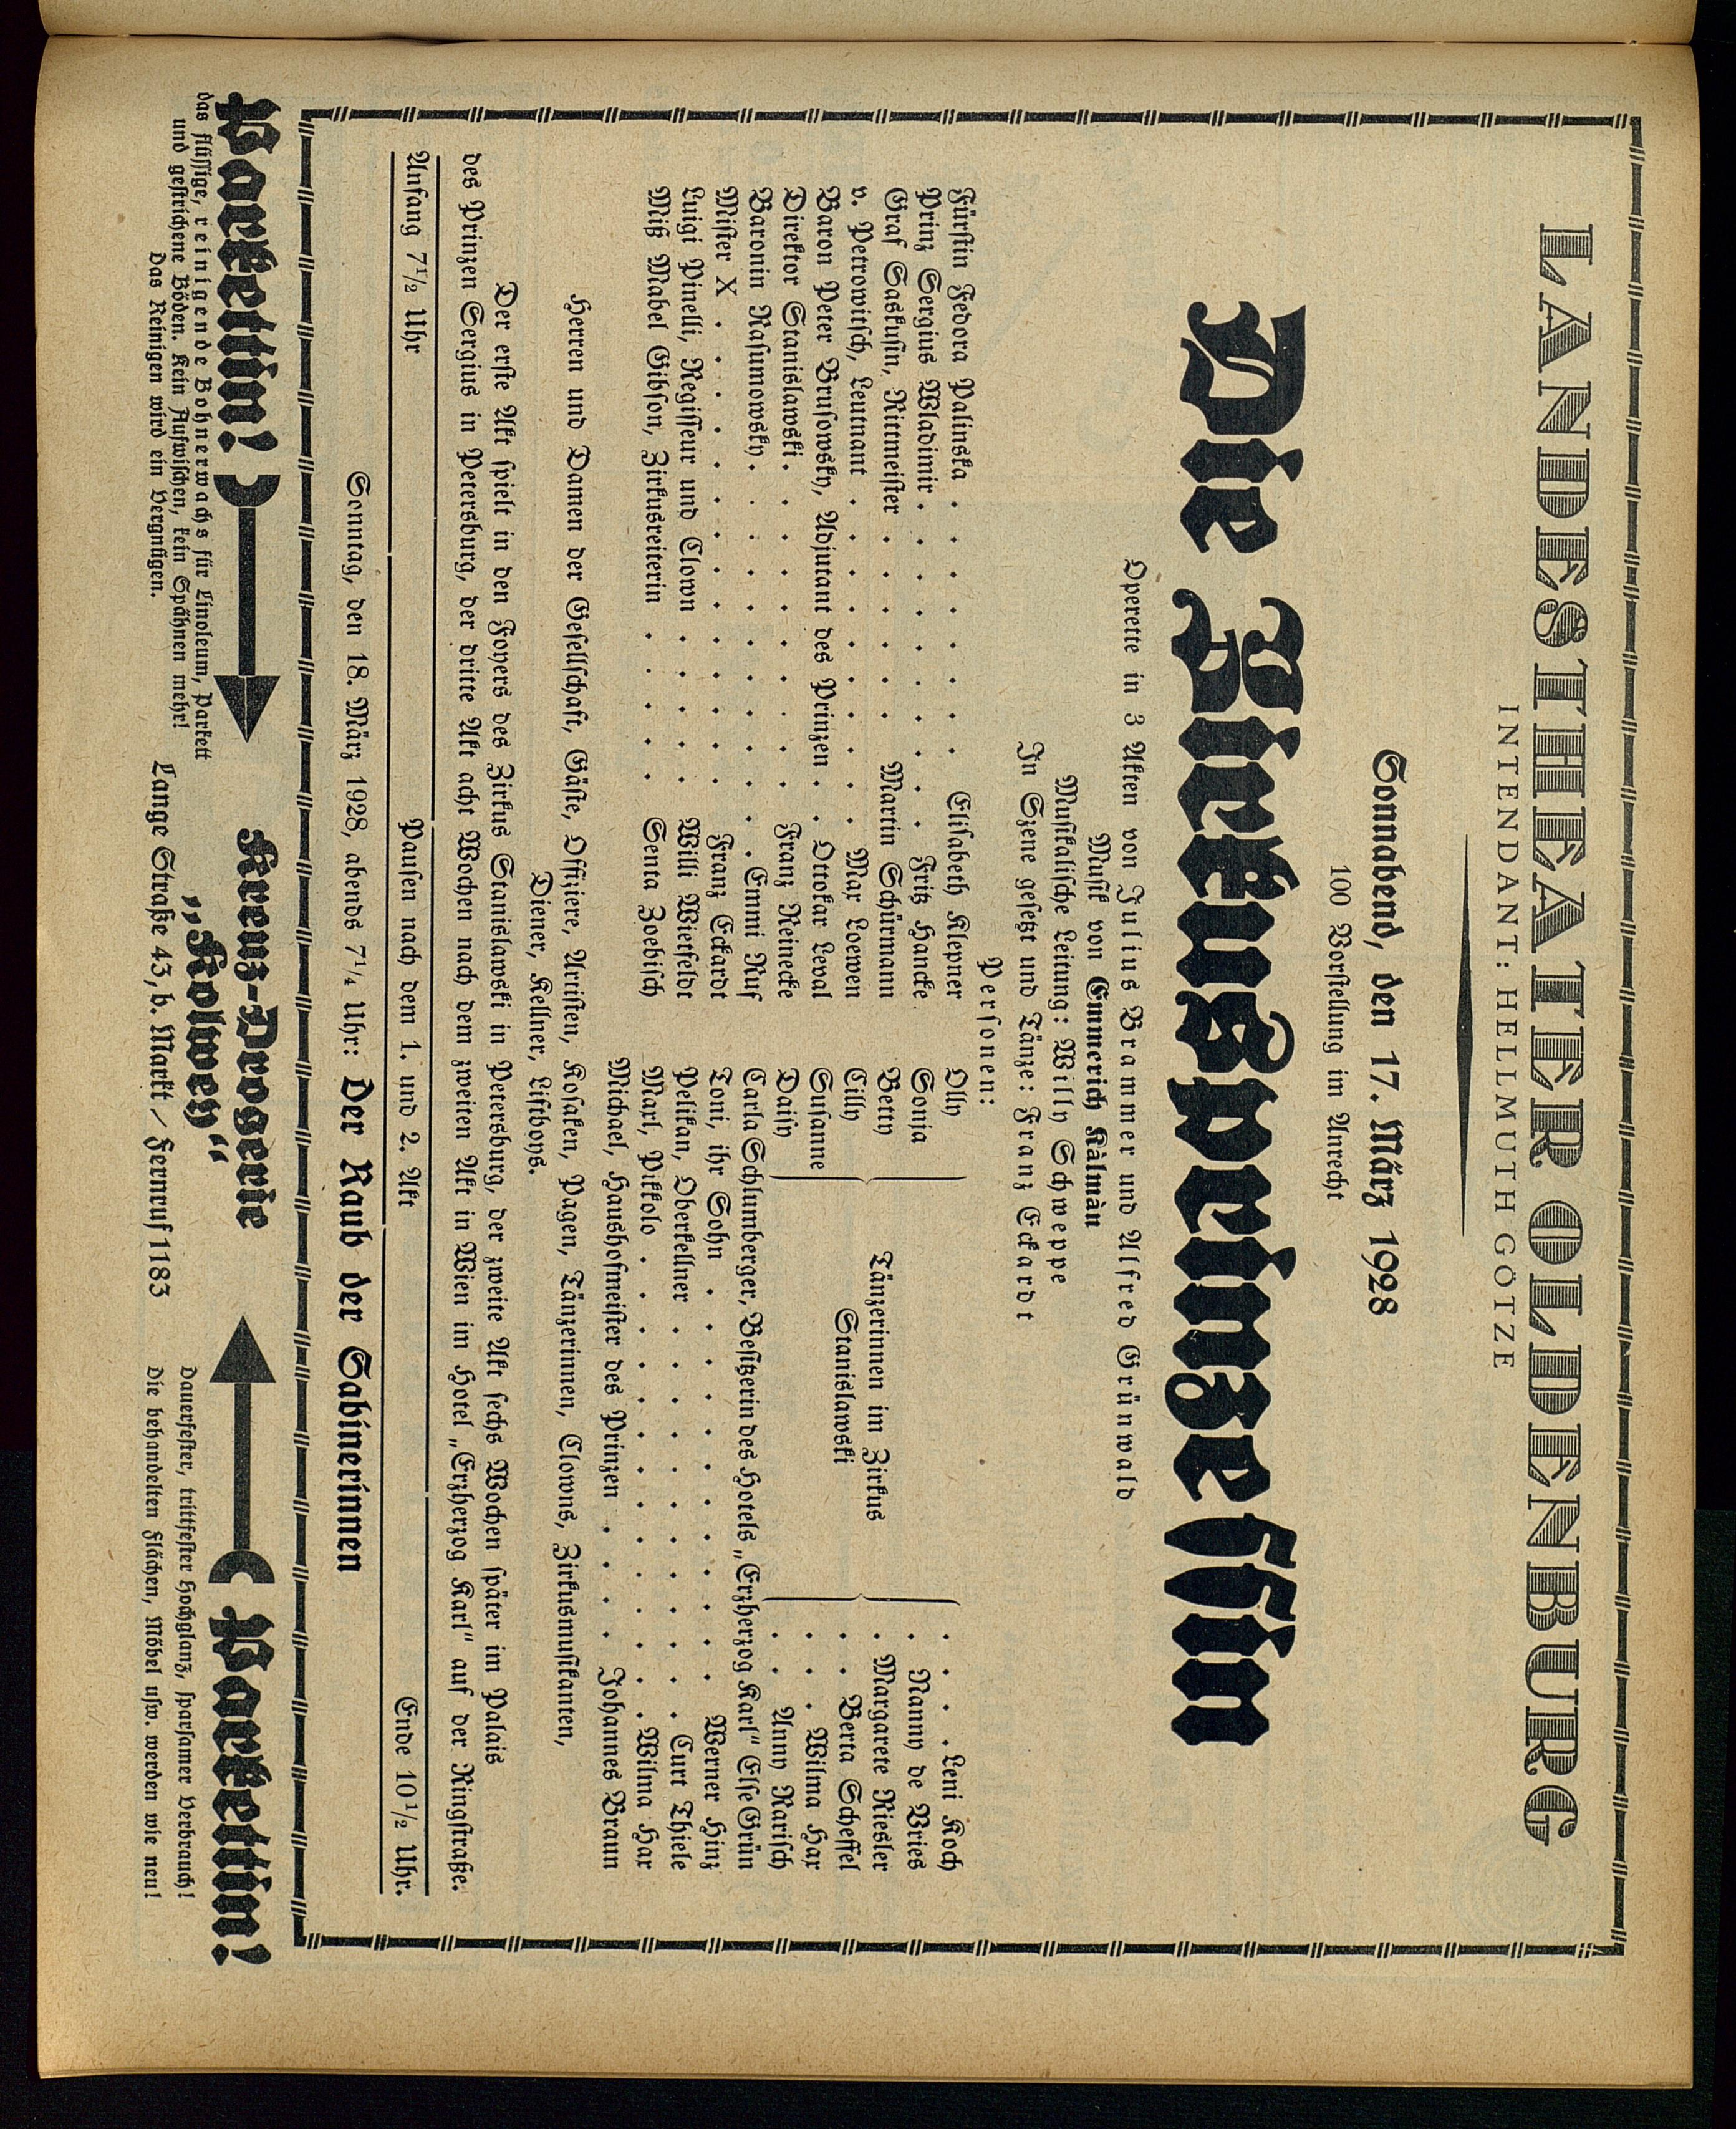 LANDESTHEATER OLDENBURG
INTENDANT: HELLMUTH GÖTZE
Sonnabend, den 17. März 1928
100 Vorstellung im Anrecht
Die Zirkusprinzessin
Operette in 3 Akten von Julius Brammer und Alfred Grünwald
Musik von Emmerich Kàlmàn
Musikalische Leitung: Willy Schweppe
In Szene gesetzt und Tänze: Franz Eckardt
Personen:
Fürstin Fedora Palinska . . . . . . . . Elisabeth Klepner
Prinz Sergius Wladimir . . . . . . . . . . Fritz Hancke
Graf Saskusin, Rittmeister . . . . . . . Martin Schürmann
v. Petrowitsch, Leutnant . . . . . . . . . Max Loewen
Baron Peter Brusowsky, Adjutant des Prinzen . . Ottokar Leval
Direktor Stanislawski . . . . . . . . . . Franz Reinecke
Baronin Rasumowsky . . . . . . . . . . . . Emmi Ruf
Mister X . . . . . . . . . . . . . . Franz Eckardt
Luigi Pinelli, Regisseur und Clown . . . . . Willi Wiefeldt
Miß Mabel Gibson, Zirkusreiterin . . . . . Senta Zoebisch
Olly . . . . Leni Koch
Sonja . Nanny de Vries
Betty . Margarete Riesler
Tänzerinnen im Zirkus
Stanislawski
Lilly . . Berta Scheffel
Susanne . . . Wilma Har
Daisy . . Anny Rarisch
Carla Schlumberger, Besitzerin des Hotels „Erzherzog Karl“ Else Grün
Toni, ihr Sohn . . . . . . . . . . . . Werner Hinz
Pelikan, Oberkellner . . . . . . . . . . . . Curt Thiele
Marl, Pikkolo . . . . . . . . . . . . . . Wilma Har
Michael, Haushofmeister des Prinzen . . . . Johannes Braun
Herren und Damen der Gesellschaft, Gäste, Offiziere, Artisten, Kosaken, Pagen, Tänzerinnen, Clowns, Zirkusmusikanten,
Diener, Kellner, Liftboys.
Der erste Akt spielt in den Foyers des Zirkus Stanislawski in Petersburg, der zweite Akt sechs Wochen später im Palais
des Prinzen Sergius in Petersburg, der dritte Akt acht Wochen nach dem zweiten Akt in Wien im Hotel „Erzherzog Karl“ auf der Ringstraße.
Anfang 7½ Uhr Pausen nach dem 1. und 2. Akt Ende 10½ Uhr.
Sonntag, den 18. März 1928, abends 7¼ Uhr: Der Raub der Sabinerinnen
Parkettin!
das flüssige, reinigende Bohnerwachs für Linoleum, Parkett
und gestrichene Böden. Kein Aufwischen, kein Spähnen mehr!
Das Reinigen wird ein Vergnügen.
Kreuz-Drogerie
„Kolwey“
Lange Straße 43, b. Markt / Fernruf 1183
Parkettin!
Dauerfester, trittfester Hochglanz, sparsamer Verbrauch!
Die behandelten Flächen, Möbel usw. werden wie neu!